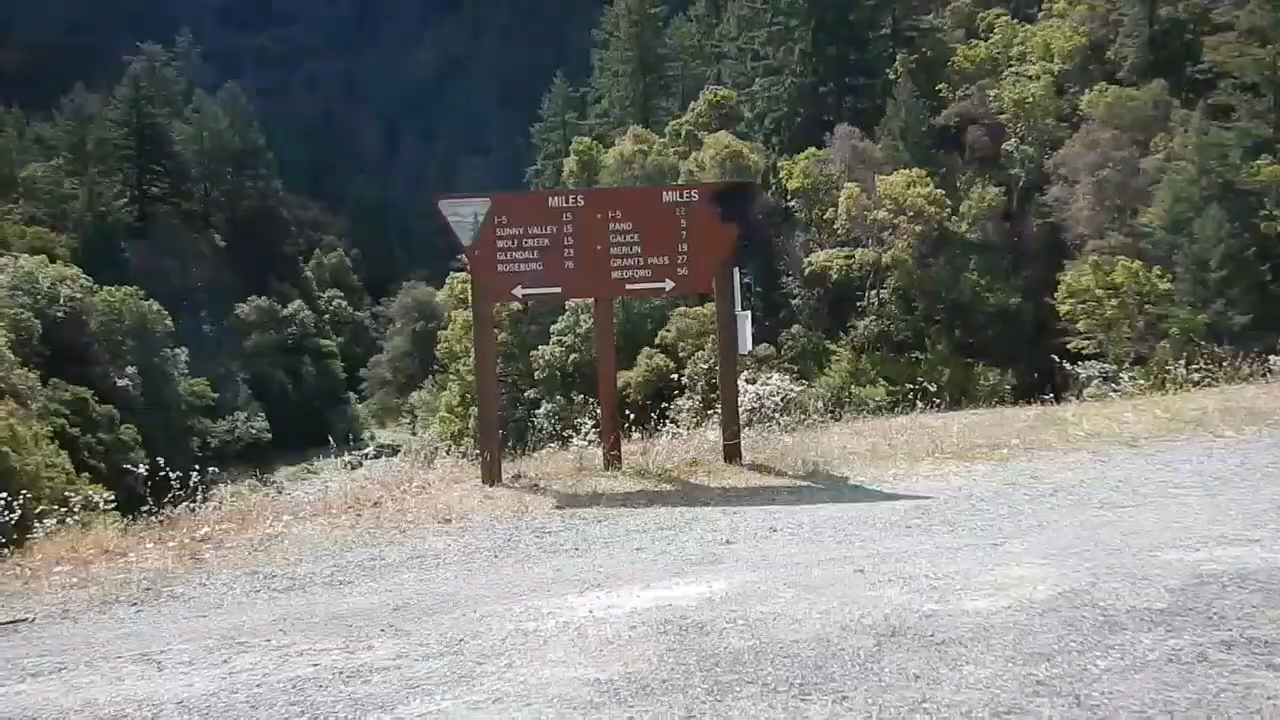 MILES
I-5 15
SUNNY VALLEY 15
WOLF CREEK 15
GLENDALE 23
ROSEBURG 76
MILES
I-5 22
RAND 5
GALICE 7
MERLIN 19
GRANTS PASS 27
MEDFORD 56